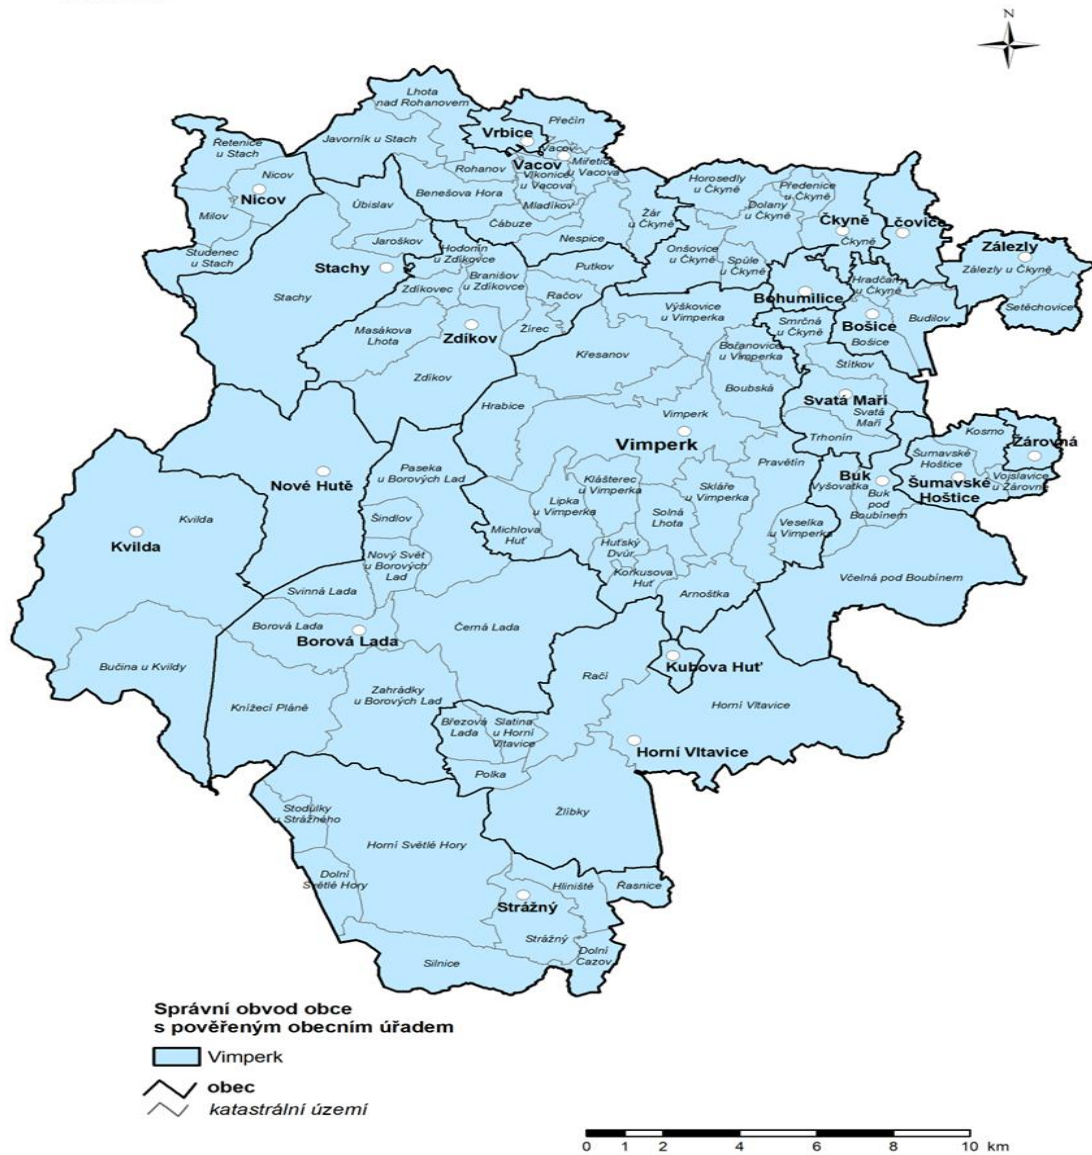 N
Lhota
nad Rohanovem
Přečín
Vrbice
Řetenice
u Stach
Javorník u Stach
Vacov
Vacov
Miřetice
u Vacova
Rohanov
Vlkonice
u Vacova
Nicov
Nicov
Benešova Hora
Horosedly
u Čkyně
Předenice
u Čkyně
Milov
Úbislav
Mladíkov
Dolany
u Čkyně
Čkyně
Čkyně
Lčovice
Žár
u Čkyně
Čábuze
Nespice
Jaroškov
Studenec
u Stach
Hodonín
u Zdíkovce
Onšovice
u Čkyně
Spůle
u Čkyně
Zálezly
Zálezly u Čkyně
Stachy
Stachy
Zdíkovec
Branišov
u Zdíkovce
Putkov
Račov
Hradčany
u Čkyně
Bohumilice
Setěchovice
Výškovice
u Vimperka
Masákova
Lhota
Zdíkov
Žírec
Smrčná
u Čkyně
Bošice
Bošice
Budilov
Křesanov
Bořanovice
u Vimperka
Štítkov
Zdíkov
Boubská
Hrabice
Svatá Maří
Svatá
Maří
Vimperk
Vimperk
Trhonín
Kosmo
Žárovná
Šumavské
Hoštice
Pravětín
Paseka
u Borových Lad
Nové Hutě
Klášterec
u Vimperka
Skláře
u Vimperka
Buk
Vyšovatka
Buk
pod
Boubínem
Šumavské
Hoštice
Vojslavice
u Žárovné
Lipka
u Vimperka
Kvilda
Kvilda
Šindlov
Michlova
Huť
Solná
Lhota
Veselka
u Vimperka
Huťský
Dvůr
Nový Svět
u Borových
Lad
Korkusova
Huť
Včelná pod Boubínem
Svinná Lada
Arnoštka
Borová Lada
Borová Lada
Černá Lada
Bučina u Kvildy
Kubova Huť
Račí
Zahrádky
u Borových Lad
Knížecí Pláně
Horní Vltavice
Březová
Lada
Slatina
u Horní
Vltavice
Horní Vltavice
Polka
Stodůlky
u Strážného
Žlíbky
Horní Světlé Hory
Dolní
Světlé Hory
Hliniště
Řasnice
Strážný
Strážný
Dolní
Cazov
Silnice
Správní obvod obce
s pověřeným obecním úřadem
Vimperk
obec
katastrální území
0 1 2 4 6 8 10 km